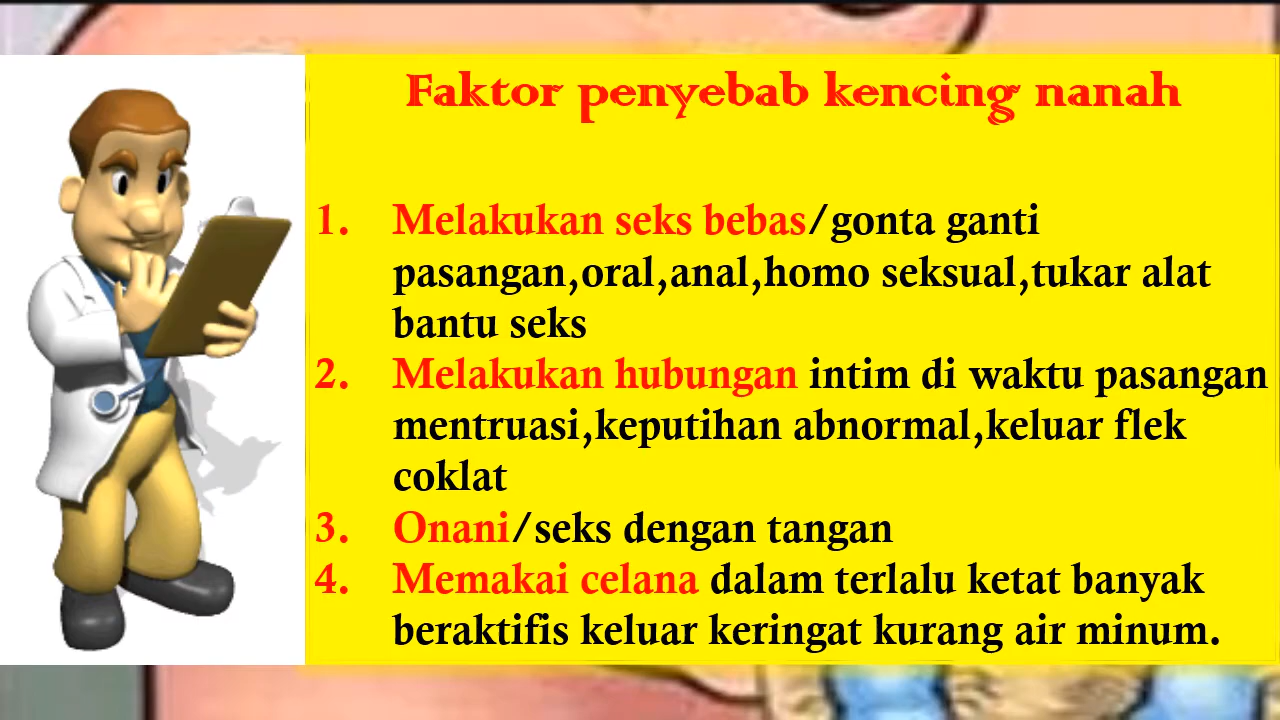 Faktor penyebab kencing nanah
1. Melakukan seks bebas/gonta ganti
pasangan,oral,anal,homo seksual,tukar alat
bantu seks
2. Melakukan hubungan intim di waktu pasangan
mentruasi,keputihan abnormal,keluar flek
coklat
3. Onani/seks dengan tangan
4. Memakai celana dalam terlalu ketat banyak
beraktifis keluar keringat kurang air minum.